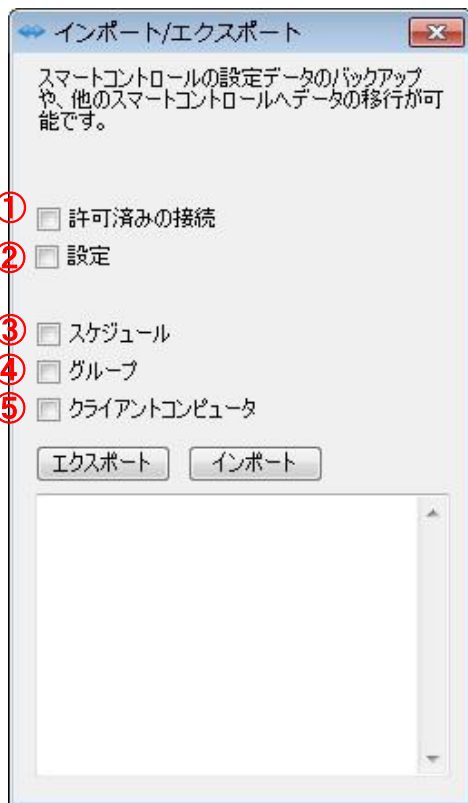 インポート/エクスポート
スマートコントロールの設定データのバックアップ
や、他のスマートコントロールへデータの移行が可
能です。
① 許可済みの接続
② 設定
③ スケジュール
④ グループ
⑤ クライアントコンピュータ
エクスポート インポート